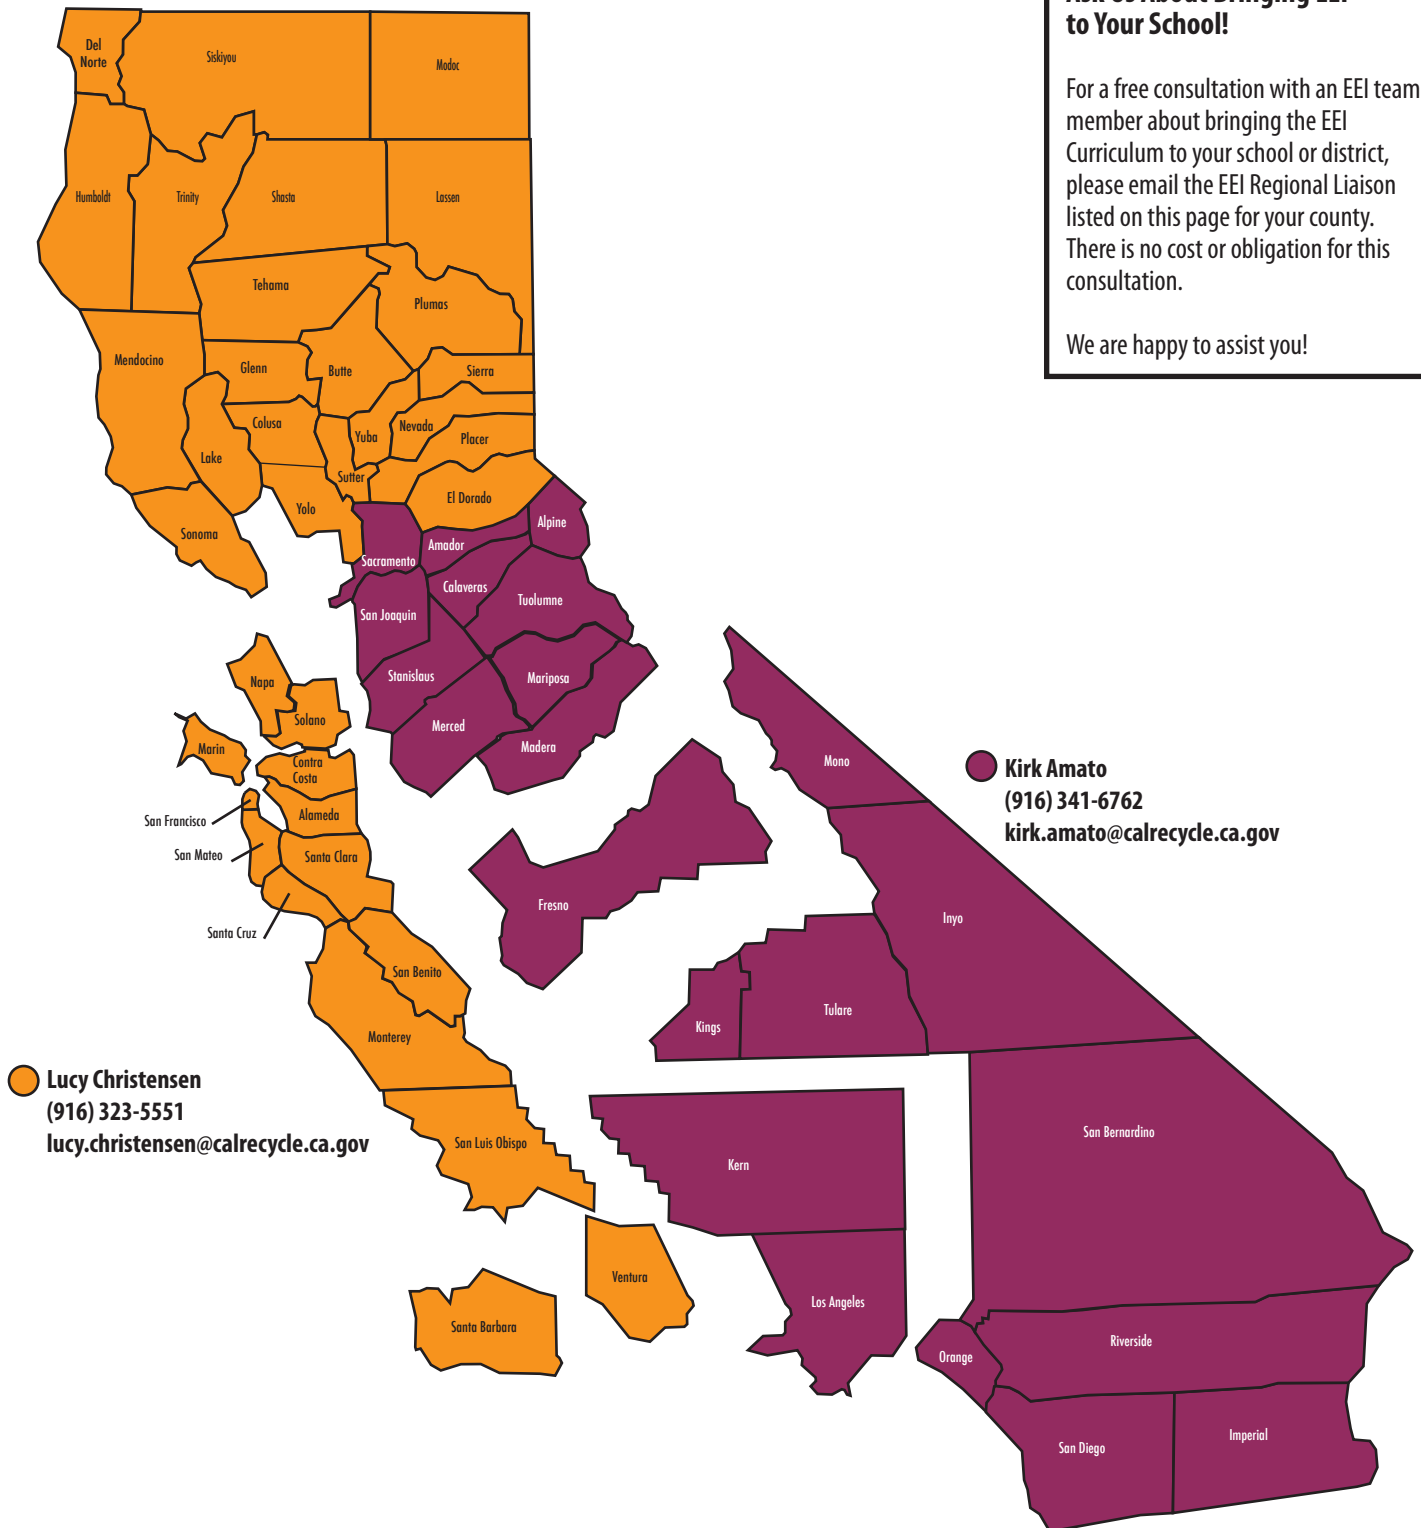 Ask Us About Bringing EEI
to Your School!
For a free consultation with an EEI team
member about bringing the EEI
Curriculum to your school or district,
please email the EEI Regional Liaison
listed on this page for your county.
There is no cost or obligation for this
consultation.
We are happy to assist you!
Del
Norte
Siskiyou
Modoc
Humboldt
Trinity
Shasta
Lassen
Tehama
Plumas
Mendocino
Glenn
Butte
Sierra
Colusa
Yuba
Nevada
Placer
Lake
Sutter
El Dorado
Yolo
Sonoma
Alpine
Amador
Sacramento
Calaveras
Tuolumne
San Joaquin
Stanislaus
Mariposa
Napa
Solano
Merced
Madera
Marin
Contra
Costa
Mono
San Francisco
Alameda
San Mateo
Santa Clara
Santa Cruz
Fresno
Inyo
San Benito
Monterey
Kings
Tulare
Kirk Amato
(916) 341-6762
kirk.amato@calrecycle.ca.gov
Lucy Christensen
(916) 323-5551
lucy.christensen@calrecycle.ca.gov
San Luis Obispo
Kern
San Bernardino
Ventura
Santa Barbara
Los Angeles
Orange
Riverside
San Diego
Imperial